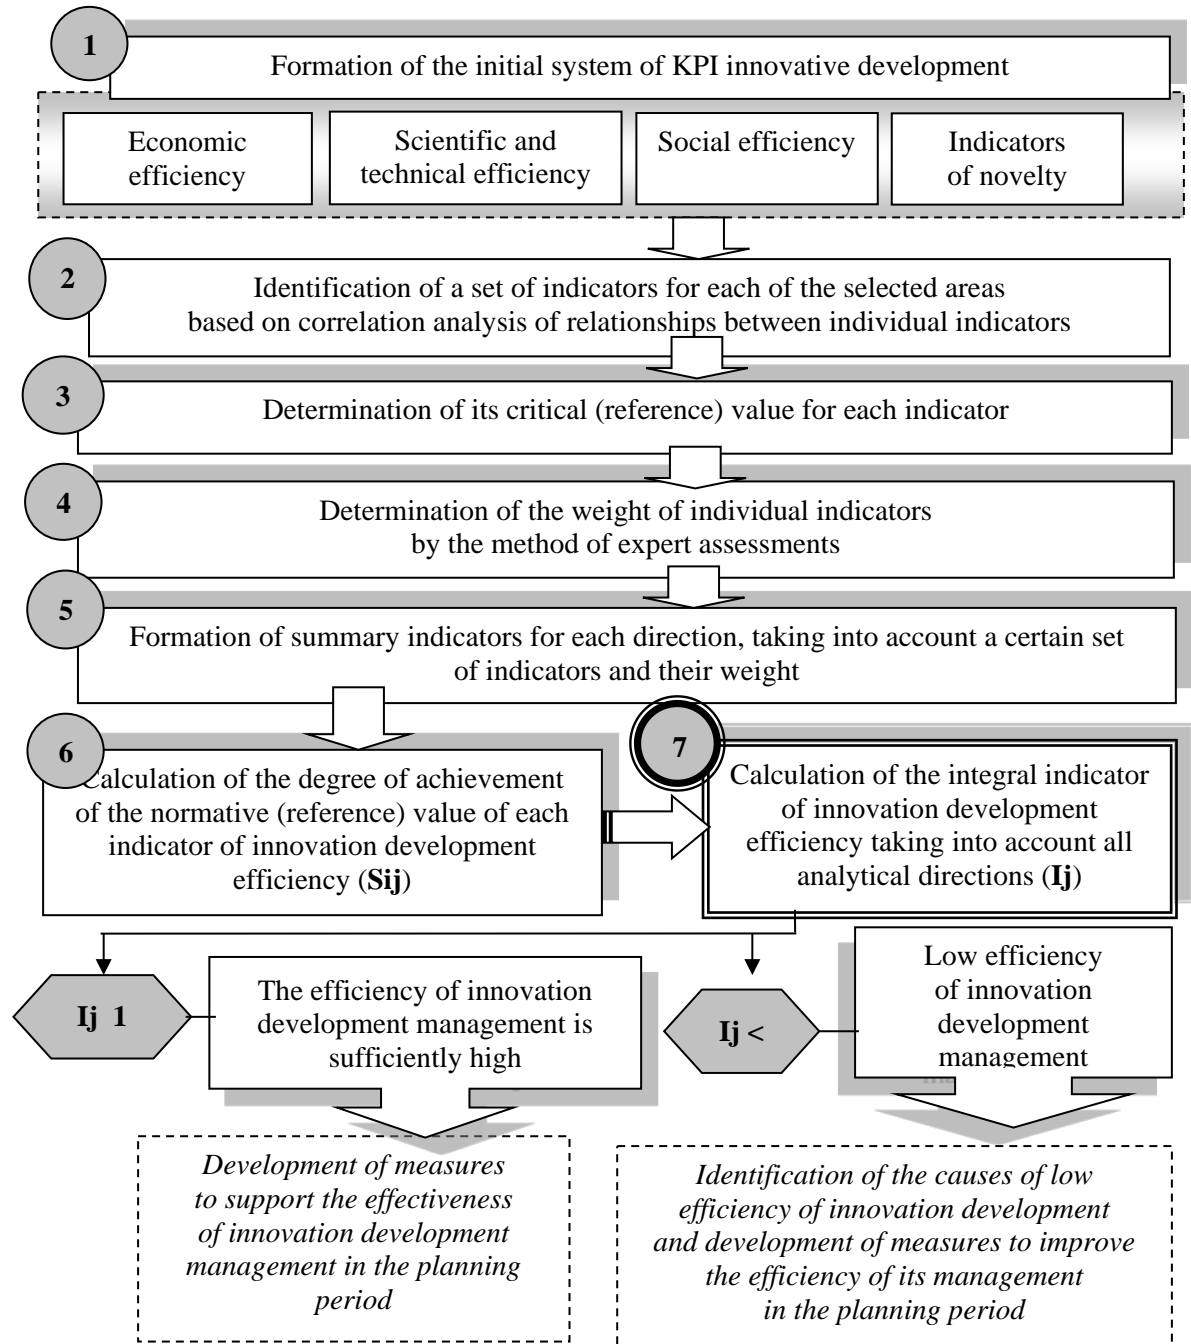 1
Formation of the initial system of KPI innovative development
Economic
efficiency
Scientific and
technical efficiency
Social efficiency
Indicators
of novelty
2
Identification of a set of indicators for each of the selected areas
based on correlation analysis of relationships between individual indicators
3
Determination of its critical (reference) value for each indicator
4
Determination of the weight of individual indicators
by the method of expert assessments
5
Formation of summary indicators for each direction, taking into account a certain set
of indicators and their weight
6
Calculation of the degree of achievement
of the normative (reference) value of each
indicator of innovation development
efficiency (Sij)
7
Calculation of the integral indicator
of innovation development
efficiency taking into account all
analytical directions (Ij)
Ij 1
The efficiency of innovation
development management is
sufficiently high
Ij <
Low efficiency
of innovation
development
management
Development of measures
to support the effectiveness
of innovation development
management in the planning
period
Identification of the causes of low
efficiency of innovation development
and development of measures to improve
the efficiency of its management
in the planning period